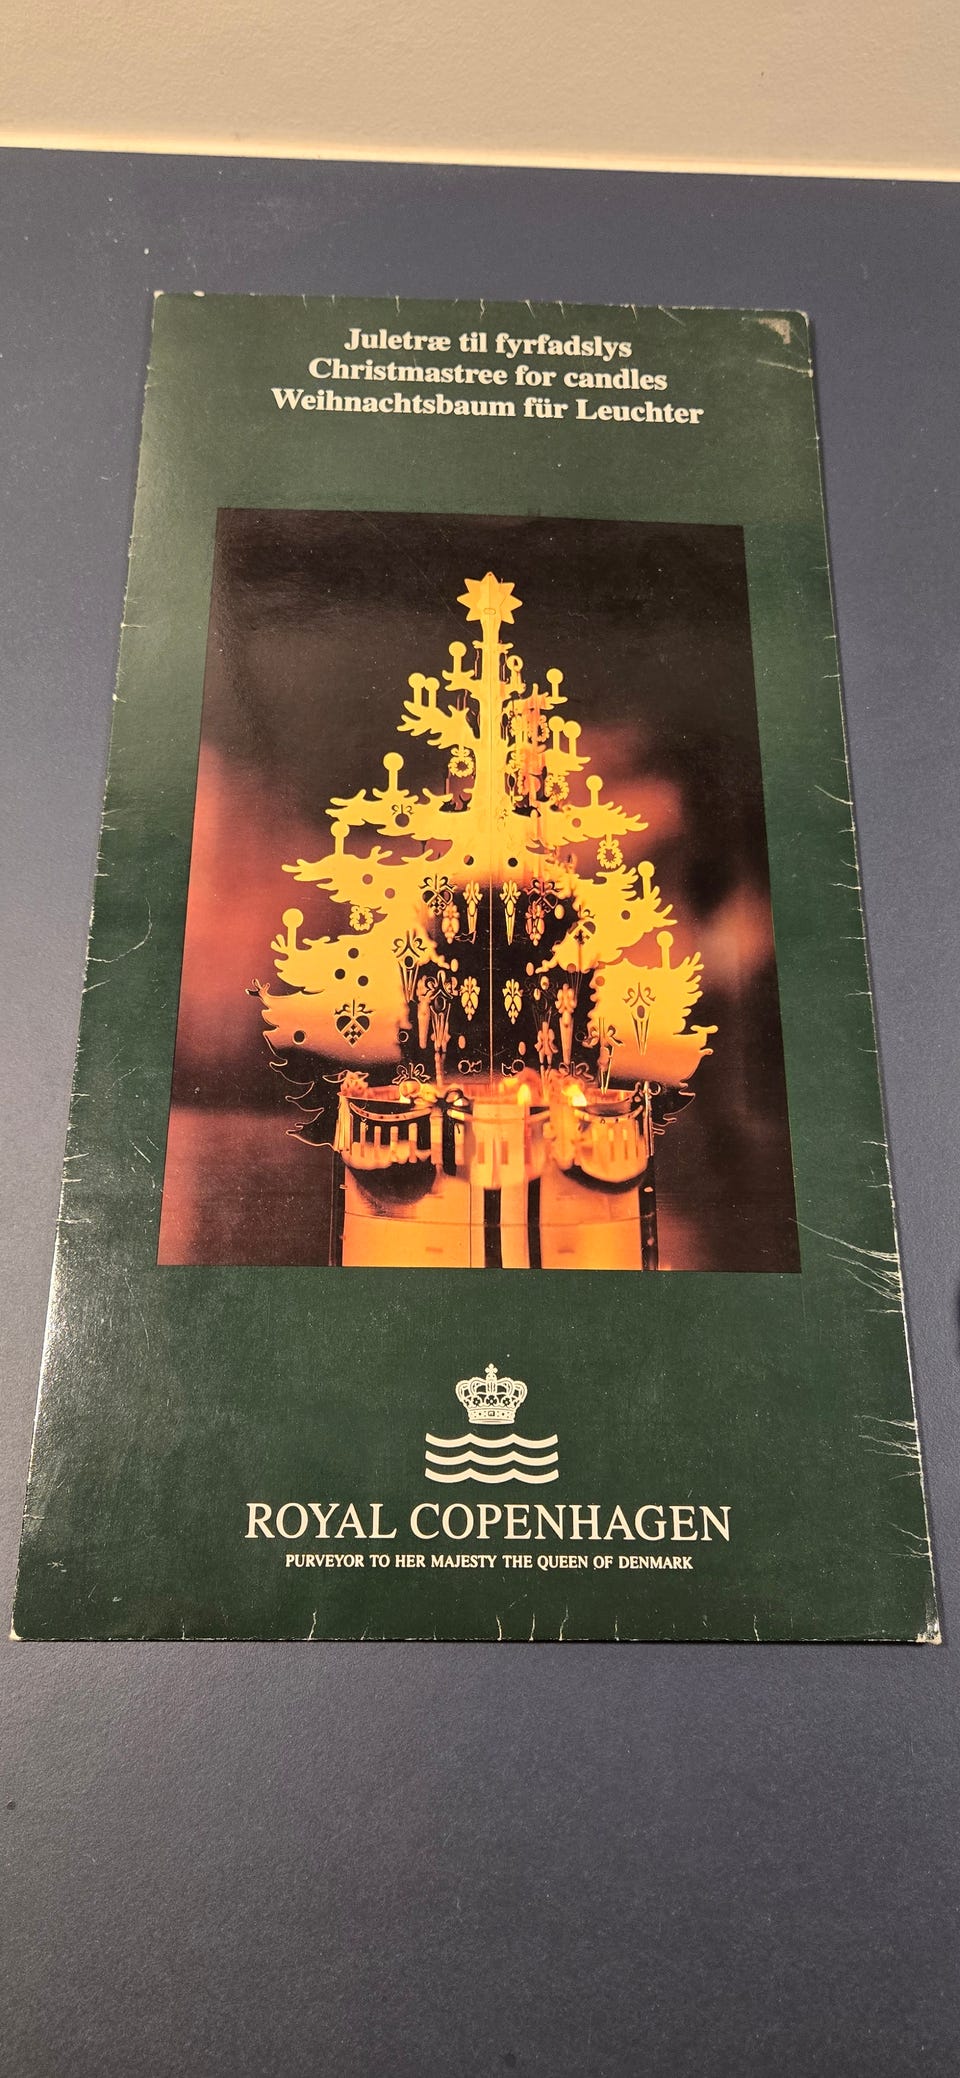 Juletræ til fyrfadslys
Christmastree for candles
Weihnachtsbaum für Leuchter
ROYAL COPENHAGEN
PURVEYOR TO HER MAJESTY THE QUEEN OF DENMARK